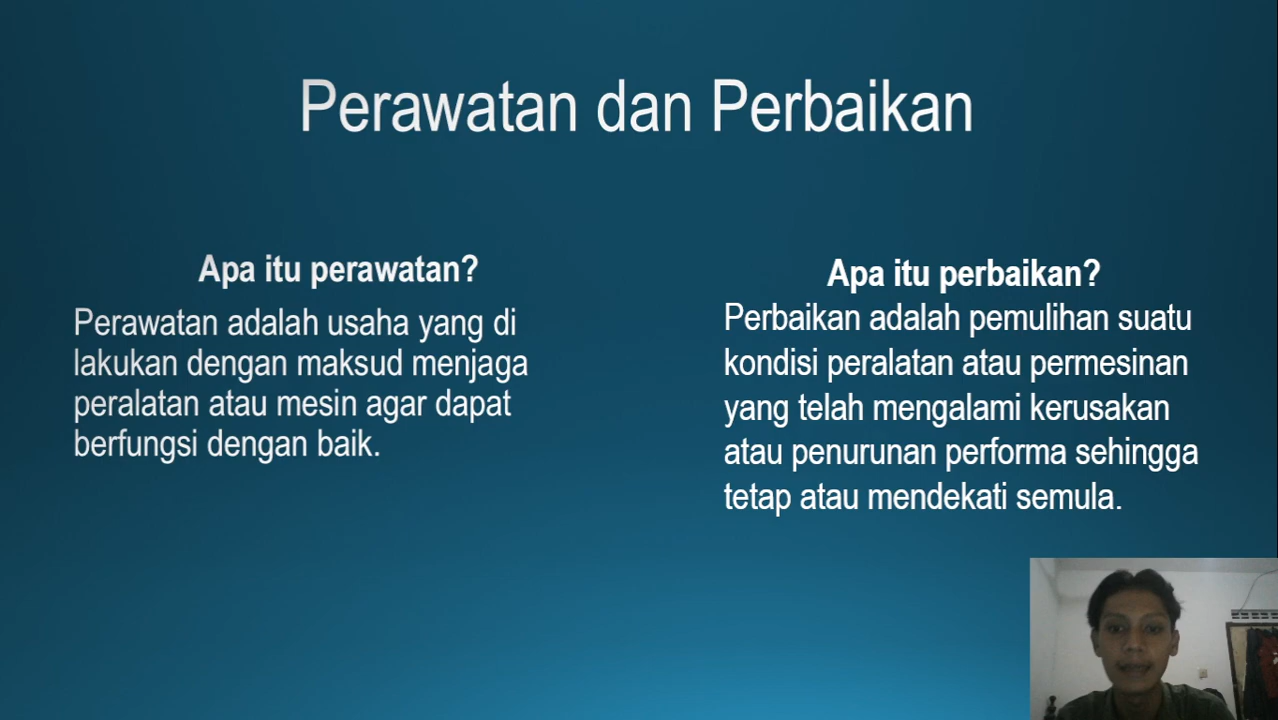 Perawatan dan Perbaikan
Apa itu perawatan?
Perawatan adalah usaha yang di
lakukan dengan maksud menjaga
peralatan atau mesin agar dapat
berfungsi dengan baik.
Apa itu perbaikan?
Perbaikan adalah pemulihan suatu
kondisi peralatan atau permesinan
yang telah mengalami kerusakan
atau penurunan performa sehingga
tetap atau mendekati semula.